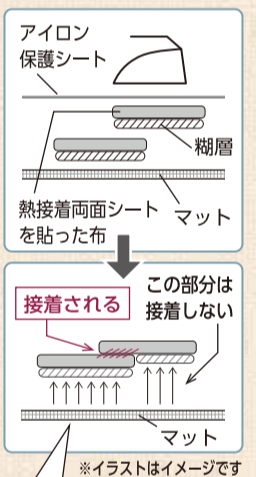 アイロン
保護シート
糊層
熱接着両面シート
を貼った布
マット
接着される
この部分は
接着しない
マット
※イラストはイメージです